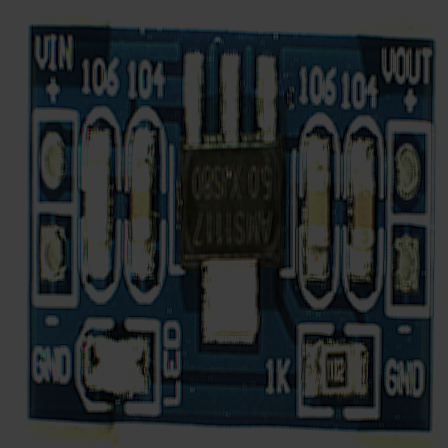 VIN
VOUT
+
106
104
106
104
+
AMS1117
5.0
-
LED
-
GND
1K
GND